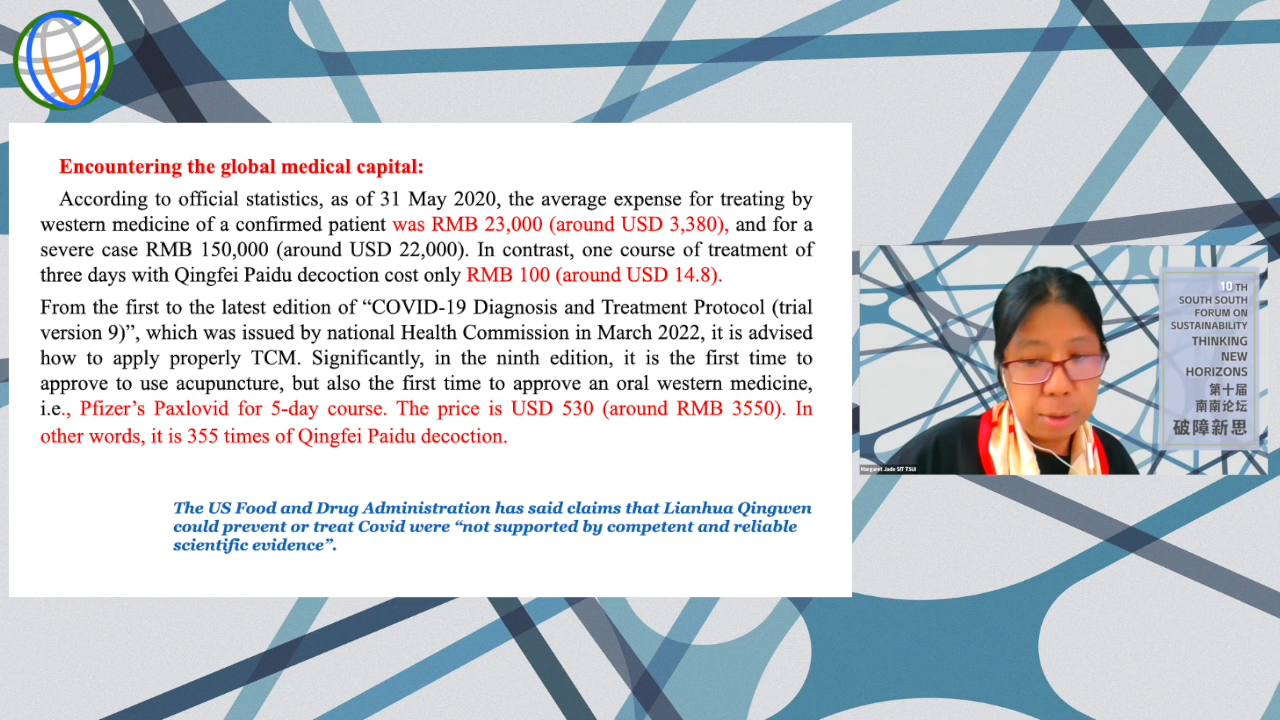 Encountering the global medical capital:
According to official statistics, as of 31 May 2020, the average expense for treating by
western medicine of a confirmed patient was RMB 23,000 (around USD 3,380), and for a
severe case RMB 150,000 (around USD 22,000). In contrast, one course of treatment of
three days with Qingfei Paidu decoction cost only RMB 100 (around USD 14.8).
From the first to the latest edition of “COVID-19 Diagnosis and Treatment Protocol (trial
version 9)”, which was issued by national Health Commission in March 2022, it is advised
how to apply properly TCM. Significantly, in the ninth edition, it is the first time to
approve to use acupuncture, but also the first time to approve an oral western medicine,
i.e., Pfizer’s Paxlovid for 5-day course. The price is USD 530 (around RMB 3550). In
other words, it is 355 times of Qingfei Paidu decoction.
The US Food and Drug Administration has said claims that Lianhua Qingwen
could prevent or treat Covid were “not supported by competent and reliable
scientific evidence”.
10 TH
SOUTH SOUTH
FORUM ON
SUSTAINABILITY
THINKING
NEW
HORIZONS
第十届
南南论坛
破障新思
Margaret Jade SIT TSUI